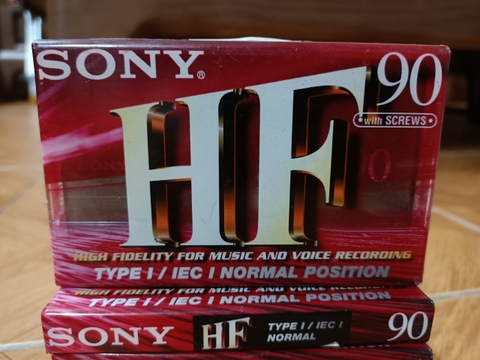 SONY®
HF
90
with SCREWS
0
HIGH FIDELITY FOR MUSIC AND VOICE RECORDING
TYPE I / IEC I NORMAL POSITION
HIGH FIDELITY FOR MUSIC AND VOICE
TYPE I / IEC I NORMAL POSITION
SONY
HF
TYPE I / IEC I
NORMAL
90